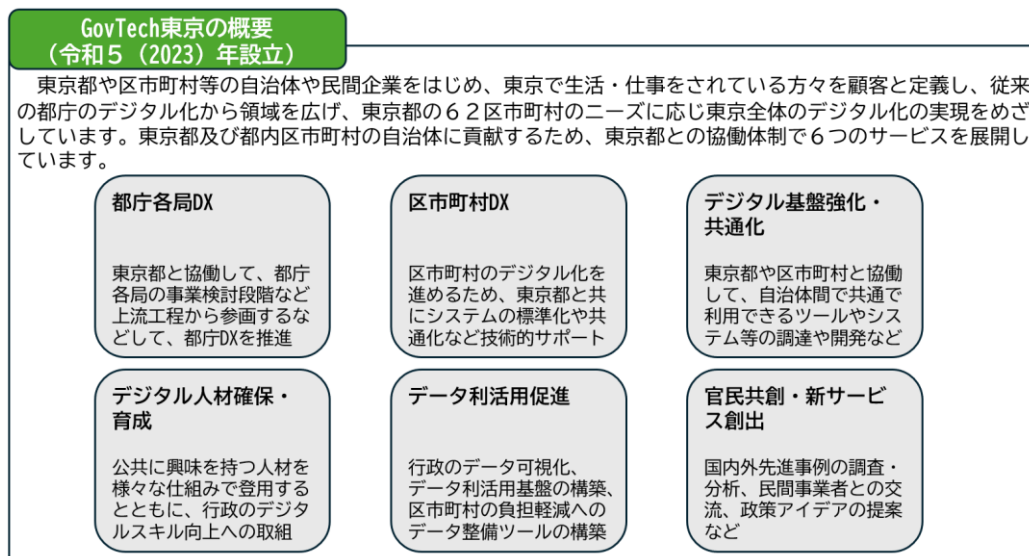 GovTech東京の概要
(令和5(2023)年設立)
東京都や区市町村等の自治体や民間企業をはじめ、東京で生活・仕事をされている方々を顧客と定義し、従来
の都庁のデジタル化から領域を広げ、東京都の62区市町村のニーズに応じ東京全体のデジタル化の実現をめざ
しています。東京都及び都内区市町村の自治体に貢献するため、東京都との協働体制で6つのサービスを展開し
ています。
都庁各局DX
東京都と協働して、都庁
各局の事業検討段階など
上流工程から参画するな
どして、都庁DXを推進
区市町村DX
区市町村のデジタル化を
進めるため、東京都と共
にシステムの標準化や共
通化など技術的サポート
デジタル基盤強化・
共通化
東京都や区市町村と協働
して、自治体間で共通で
利用できるツールやシス
テム等の調達や開発など
デジタル人材確保・
育成
公共に興味を持つ人材を
様々な仕組みで登用する
とともに、行政のデジタ
ルスキル向上への取組
データ利活用促進
行政のデータ可視化、
データ利活用基盤の構築、
区市町村の負担軽減への
データ整備ツールの構築
官民共創・新サービ
ス創出
国内外先進事例の調査・
分析、民間事業者との交
流、政策アイデアの提案
など